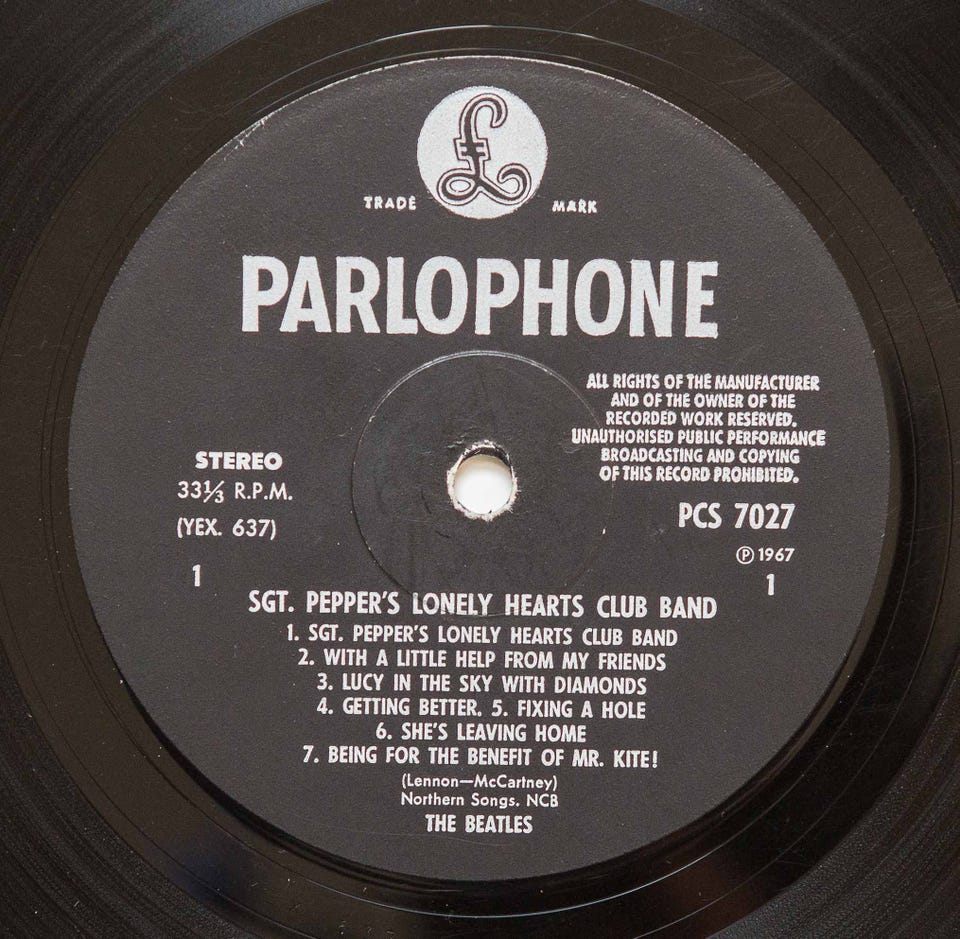 £
TRADE MARK
PARLOPHONE
ALL RIGHTS OF THE MANUFACTURER
AND OF THE OWNER OF THE
RECORDED WORK RESERVED.
UNAUTHORISED PUBLIC PERFORMANCE
BROADCASTING AND COPYING
OF THIS RECORD PROHIBITED.
STEREO
33⅓ R.P.M.
(YEX. 637)
1
PCS 7027
℗ 1967
1
SGT. PEPPER'S LONELY HEARTS CLUB BAND
1. SGT. PEPPER'S LONELY HEARTS CLUB BAND
2. WITH A LITTLE HELP FROM MY FRIENDS
3. LUCY IN THE SKY WITH DIAMONDS
4. GETTING BETTER. 5. FIXING A HOLE
6. SHE'S LEAVING HOME
7. BEING FOR THE BENEFIT OF MR. KITE!
(Lennon—McCartney)
Northern Songs. NCB
THE BEATLES